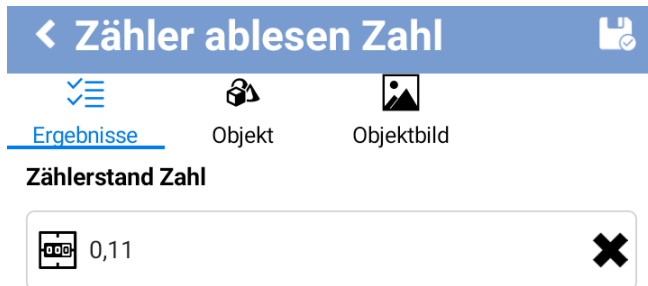 Zähler ablesen Zahl
Ergebnisse Objekt Objektbild
Zählerstand Zahl
0,11